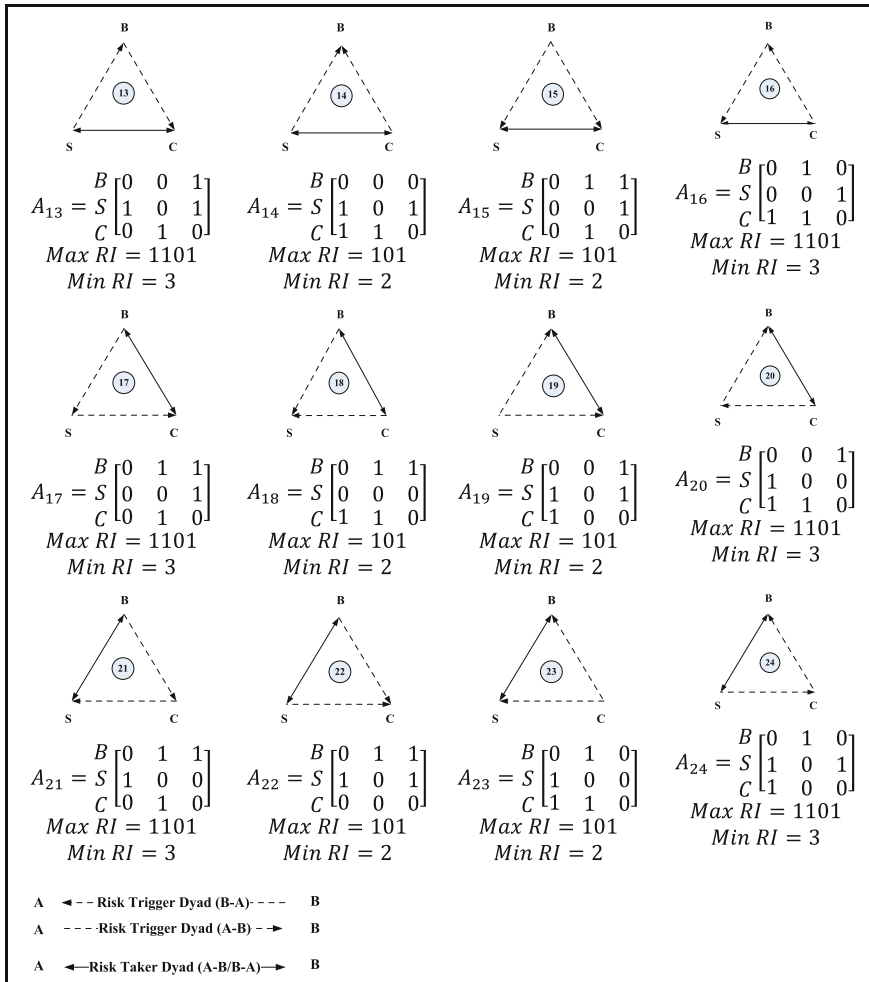 B B B B
13 14 15 16
S C S C S C S C
A₁₃ = B [0 0 1] S [1 0 1] C [0 1 0]
Max RI = 1101
Min RI = 3
A₁₄ = B [0 0 0] S [1 0 1] C [1 1 0]
Max RI = 101
Min RI = 2
A₁₅ = B [0 1 1] S [0 0 1] C [0 1 0]
Max RI = 101
Min RI = 2
A₁₆ = B [0 1 0] S [0 0 1] C [1 1 0]
Max RI = 1101
Min RI = 3
B B B B
17 18 19 20
S C S C S C S C
A₁₇ = B [0 1 1] S [0 0 1] C [0 1 0]
Max RI = 1101
Min RI = 3
A₁₈ = B [0 1 1] S [0 0 0] C [1 1 0]
Max RI = 101
Min RI = 2
A₁₉ = B [0 0 1] S [1 0 1] C [1 0 0]
Max RI = 101
Min RI = 2
A₂₀ = B [0 0 1] S [1 0 0] C [1 1 0]
Max RI = 1101
Min RI = 3
B B B B
21 22 23 24
S C S C S C S C
A₂₁ = B [0 1 1] S [1 0 0] C [0 1 0]
Max RI = 1101
Min RI = 3
A₂₂ = B [0 1 1] S [1 0 1] C [0 0 0]
Max RI = 101
Min RI = 2
A₂₃ = B [0 1 0] S [1 0 0] C [1 1 0]
Max RI = 101
Min RI = 2
A₂₄ = B [0 1 0] S [1 0 1] C [1 0 0]
Max RI = 1101
Min RI = 3
A Risk Trigger Dyad (B-A) B
A Risk Trigger Dyad (A-B) B
A Risk Taker Dyad (A-B/B-A) B